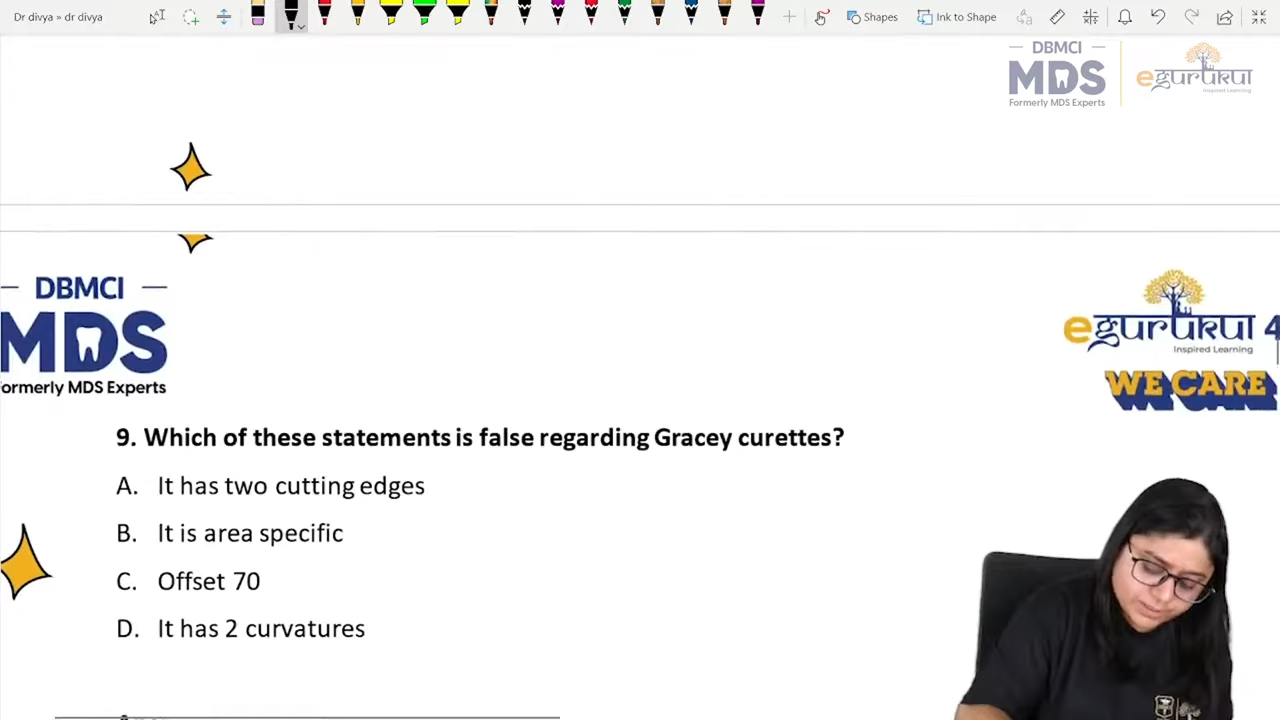 Dr divya » dr divya
Shapes
Ink to Shape
DBMCI
MDS
Formerly MDS Experts
egurukul
Inspired Learning
DBMCI
MDS
ormerly MDS Experts
egurukul 4
Inspired Learning
WE CARE
9. Which of these statements is false regarding Gracey curettes?
A. It has two cutting edges
B. It is area specific
C. Offset 70
D. It has 2 curvatures